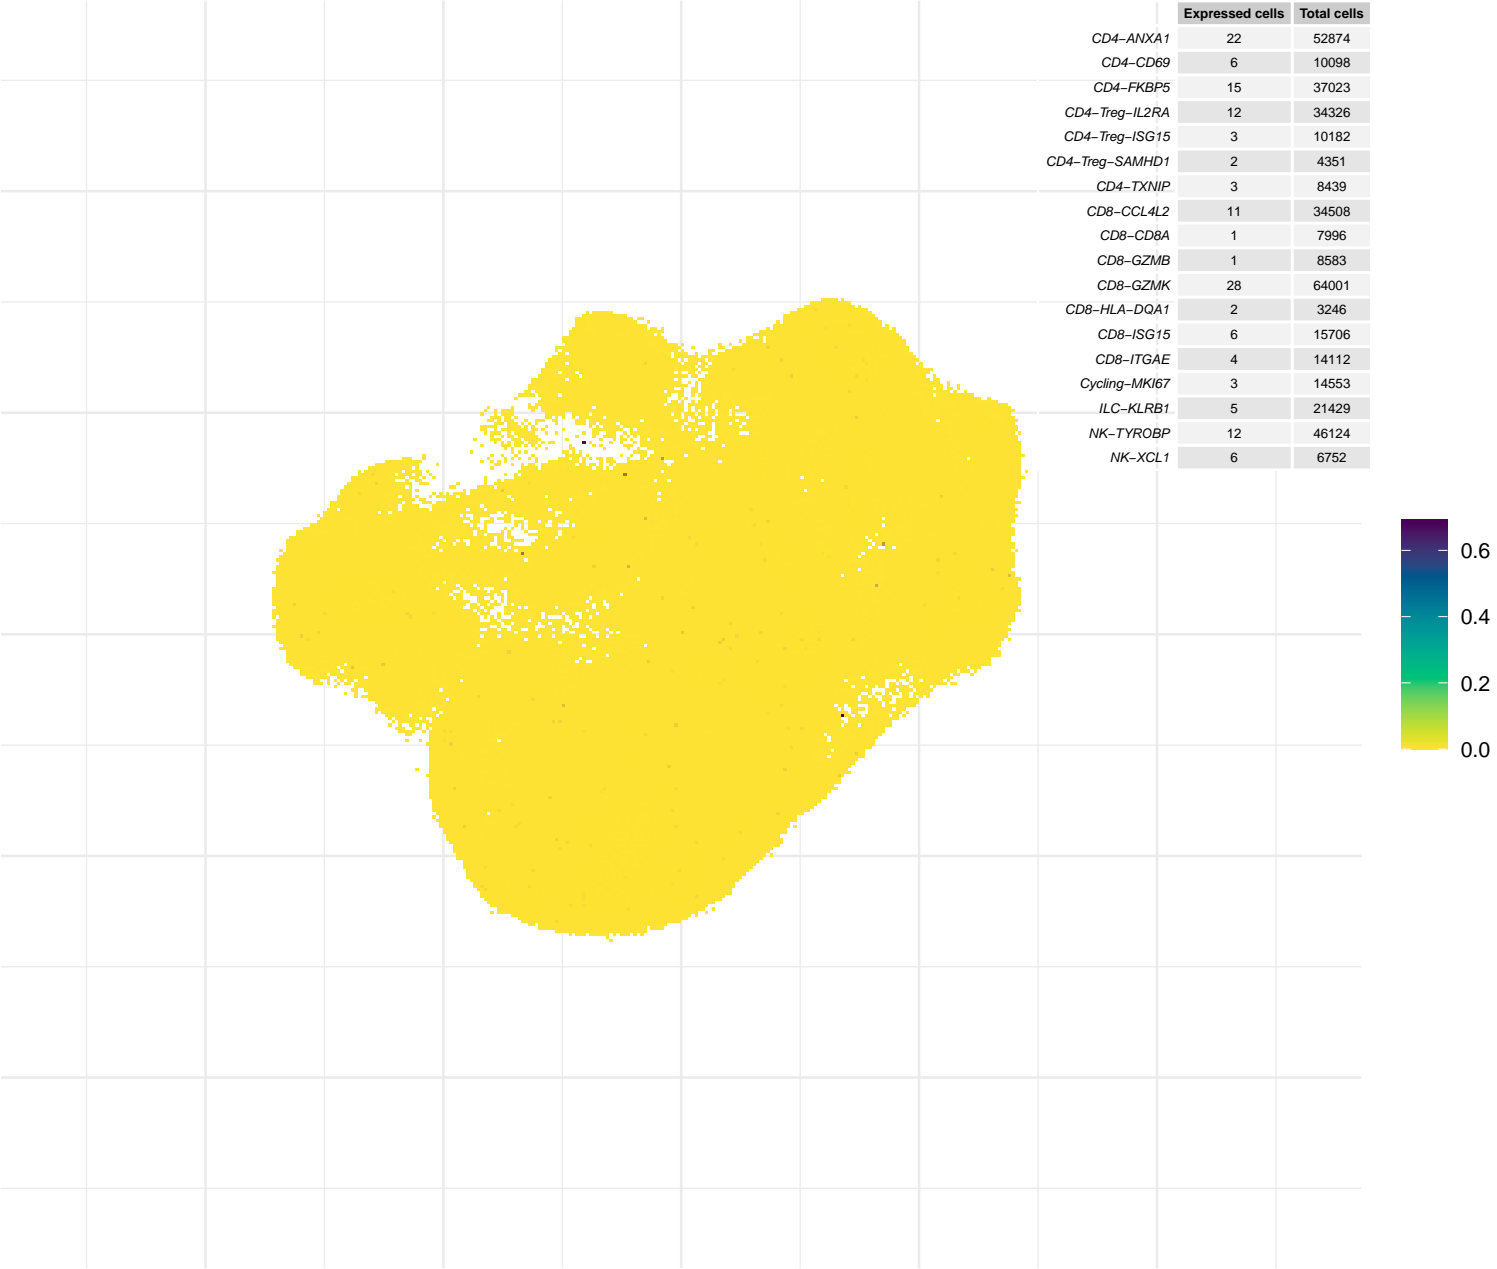 Expressed cells Total cells
CD4−ANXA1 22 52874
CD4−CD69 6 10098
CD4−FKBP5 15 37023
CD4−Treg−IL2RA 12 34326
CD4−Treg−ISG15 3 10182
CD4−Treg−SAMHD1 2 4351
CD4−TXNIP 3 8439
CD8−CCL4L2 11 34508
CD8−CD8A 1 7996
CD8−GZMB 1 8583
CD8−GZMK 28 64001
CD8−HLA−DQA1 2 3246
CD8−ISG15 6 15706
CD8−ITGAE 4 14112
Cycling−MKI67 3 14553
ILC−KLRB1 5 21429
NK−TYROBP 12 46124
NK−XCL1 6 6752
0.6
0.4
0.2
0.0